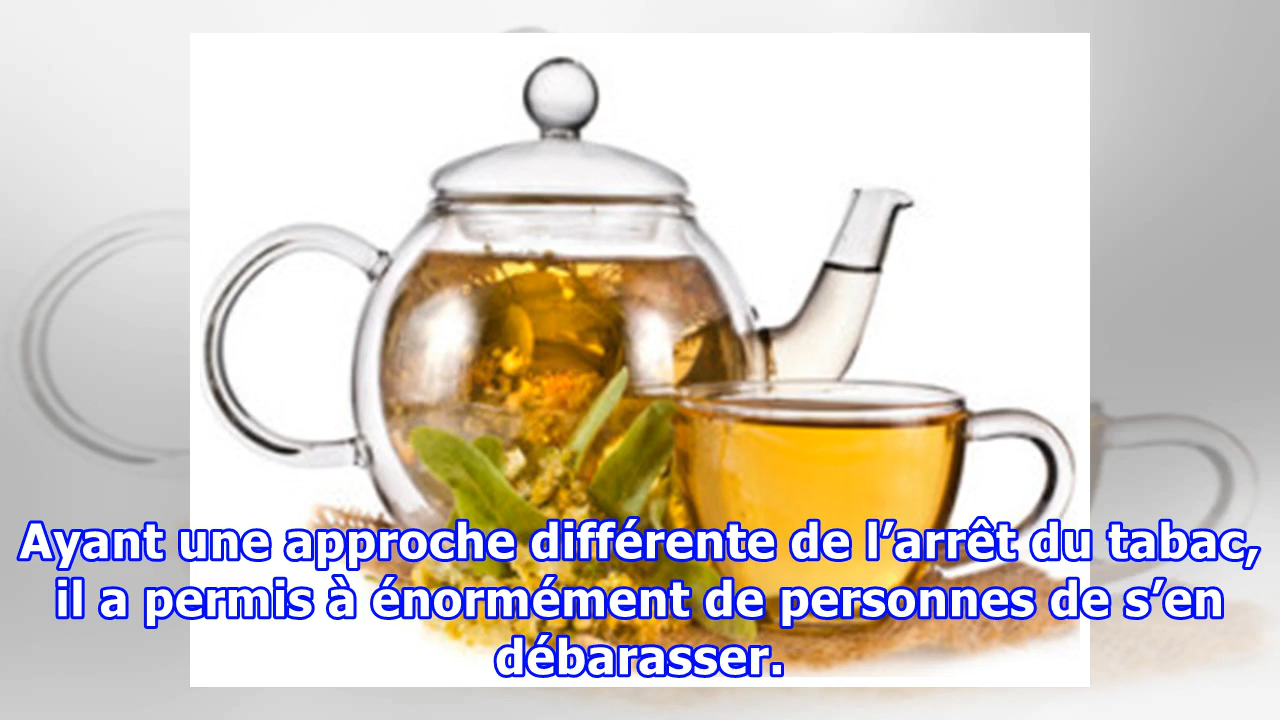 Ayant une approche différente de l’arrêt du tabac,
il a permis à énormément de personnes de s’en
débarasser.